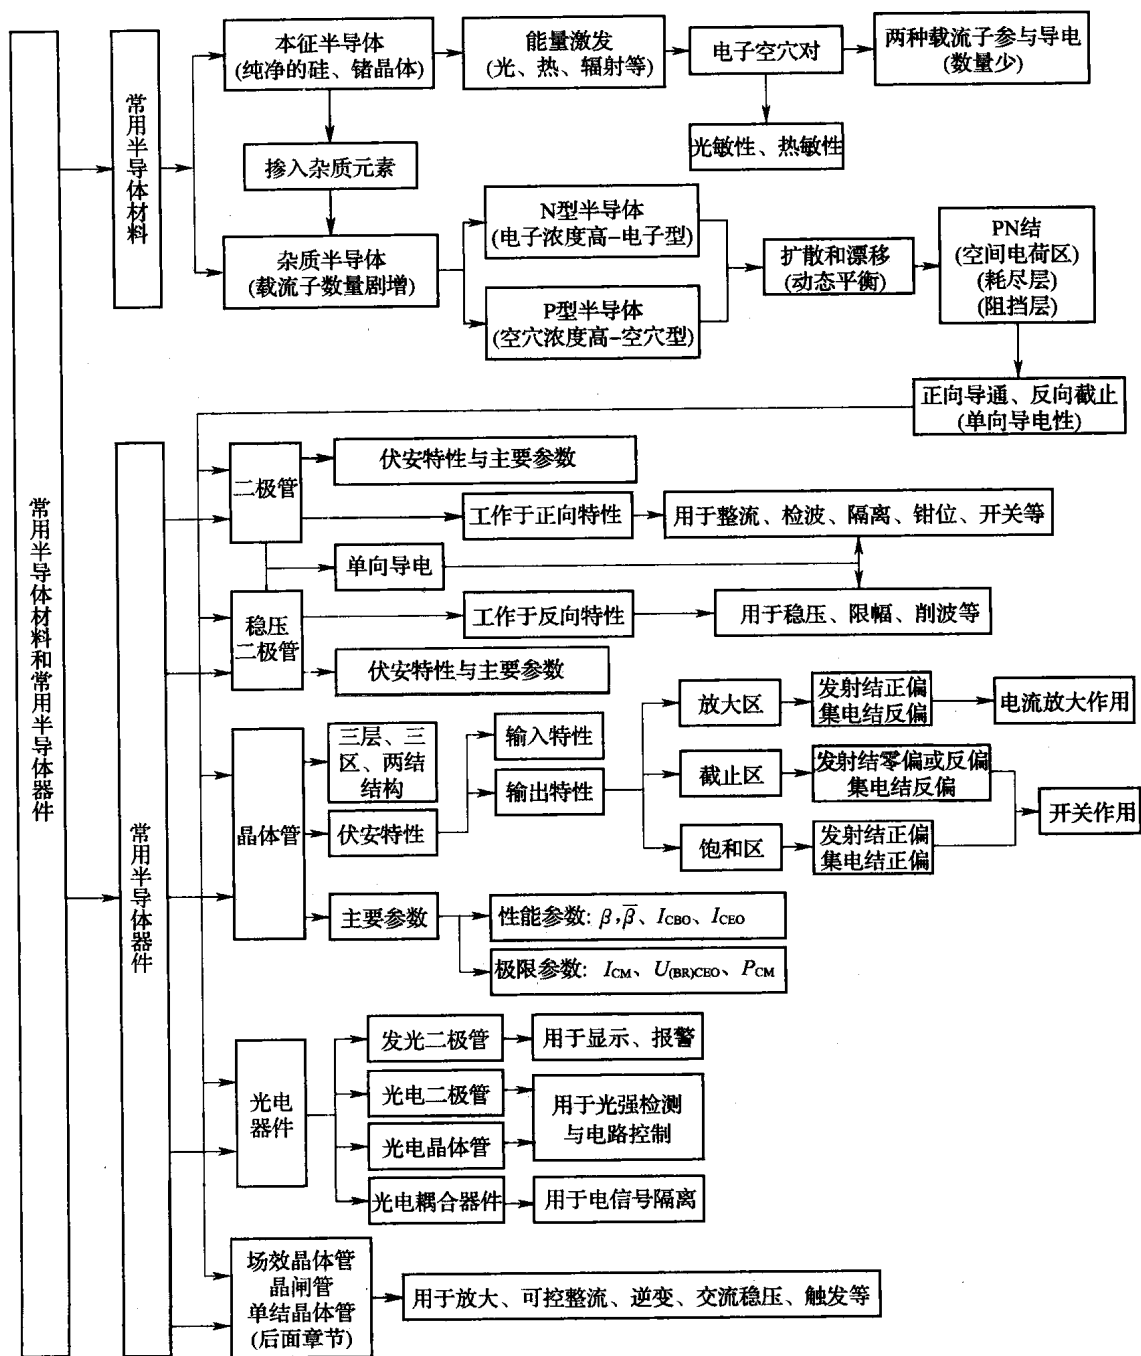 常用半导体材料和常用半导体器件
常用半导体材料
本征半导体
(纯净的硅、锗晶体)
能量激发
(光、热、辐射等)
电子空穴对
两种载流子参与导电
(数量少)
光敏性、热敏性
掺入杂质元素
杂质半导体
(载流子数量剧增)
N型半导体
(电子浓度高–电子型)
P型半导体
(空穴浓度高–空穴型)
扩散和漂移
(动态平衡)
PN结
(空间电荷区)
(耗尽层)
(阻挡层)
正向导通、反向截止
(单向导电性)
常用半导体器件
二极管
伏安特性与主要参数
工作于正向特性
用于整流、检波、隔离、钳位、开关等
单向导电
稳压
二极管
工作于反向特性
用于稳压、限幅、削波等
伏安特性与主要参数
晶体管
三层、三
区、两结
结构
伏安特性
输入特性
输出特性
放大区
发射结正偏
集电结反偏
电流放大作用
截止区
发射结零偏或反偏
集电结反偏
饱和区
发射结正偏
集电结正偏
开关作用
主要参数
性能参数: β,β̅、I_CBO、I_CEO
极限参数: I_CM、U_(BR)CEO、P_CM
光电
器件
发光二极管
用于显示、报警
光电二极管
光电晶体管
用于光强检测
与电路控制
光电耦合器件
用于电信号隔离
场效晶体管
晶闸管
单结晶体管
(后面章节)
用于放大、可控整流、逆变、交流稳压、触发等